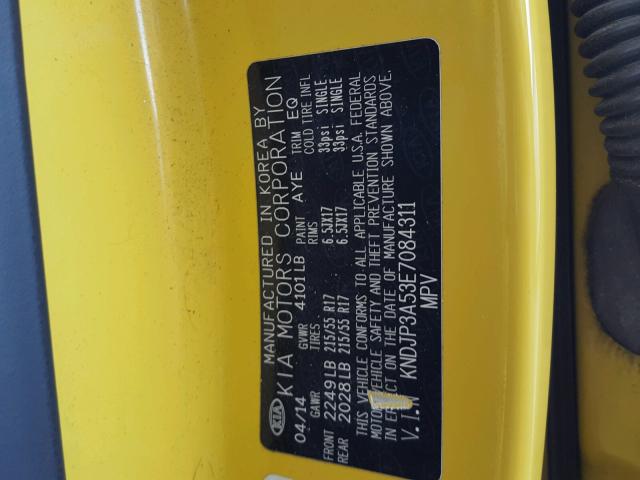 KIA
MANUFACTURED IN KOREA BY
KIA MOTORS CORPORATION
04/14 GVWR 4101LB PAINT AYE TRIM EQ
GAWR TIRES RIMS COLD TIRE INFL
FRONT 2249LB 215/55 R17 6.5JX17 33psi SINGLE
REAR 2028LB 215/55 R17 6.5JX17 33psi SINGLE
THIS VEHICLE CONFORMS TO ALL APPLICABLE U.S.A. FEDERAL
MOTOR VEHICLE SAFETY AND THEFT PREVENTION STANDARDS
IN EFFECT ON THE DATE OF MANUFACTURE SHOWN ABOVE.
V.I.N KNDJP3A53E7084311
MPV